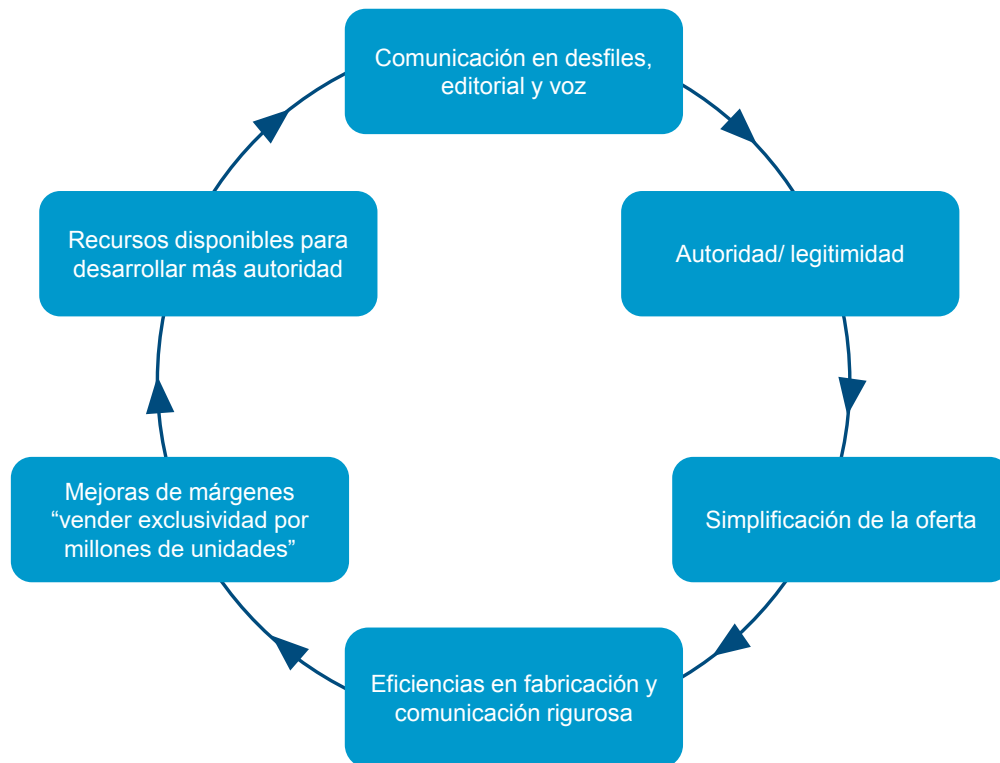 Comunicación en desfiles,
editorial y voz
Autoridad/ legitimidad
Simplificación de la oferta
Eficiencias en fabricación y
comunicación rigurosa
Mejoras de márgenes
“vender exclusividad por
millones de unidades”
Recursos disponibles para
desarrollar más autoridad